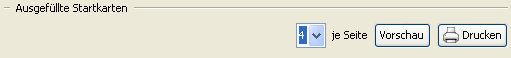 Ausgefüllte Startkarten
4 je Seite Vorschau Drucken